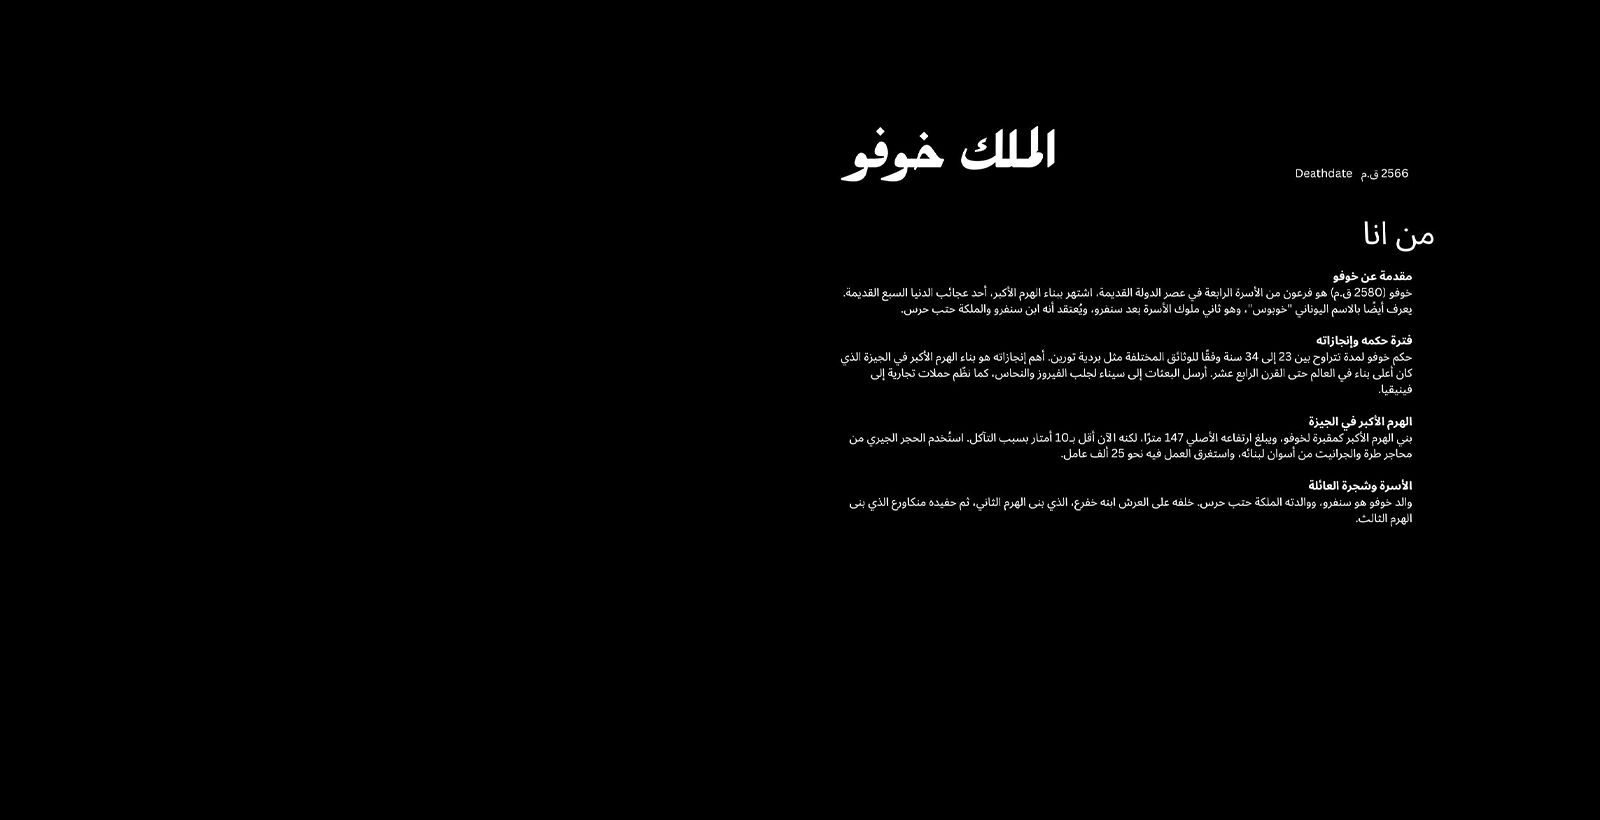 الملك خوفو
2566 ق.م Deathdate
من انا
مقدمة عن خوفو
خوفو (2580 ق.م) هو فرعون من الأسرة الرابعة في عصر الدولة القديمة، اشتهر ببناء الهرم الأكبر، أحد عجائب الدنيا السبع القديمة.
يعرف أيضًا بالاسم اليوناني "خوبوس"، وهو ثاني ملوك الأسرة بعد سنفرو، ويُعتقد أنه ابن سنفرو والملكة حتب حرس.
فترة حكمه وإنجازاته
حكم خوفو لمدة تتراوح بين 23 إلى 34 سنة وفقًا للوثائق المختلفة مثل بردية تورين. أهم إنجازاته هو بناء الهرم الأكبر في الجيزة الذي
كان أعلى بناء في العالم حتى القرن الرابع عشر. أرسل البعثات إلى سيناء لجلب الفيروز والنحاس، كما نظّم حملات تجارية إلى
فينيقيا.
الهرم الأكبر في الجيزة
بني الهرم الأكبر كمقبرة لخوفو، ويبلغ ارتفاعه الأصلي 147 مترًا، لكنه الآن أقل بـ10 أمتار بسبب التآكل. استُخدم الحجر الجيري من
محاجر طرة والجرانيت من أسوان لبنائه، واستغرق العمل فيه نحو 25 ألف عامل.
الأسرة وشجرة العائلة
والد خوفو هو سنفرو، ووالدته الملكة حتب حرس. خلفه على العرش ابنه خفرع، الذي بنى الهرم الثاني، ثم حفيده منكاورع الذي بنى
الهرم الثالث.